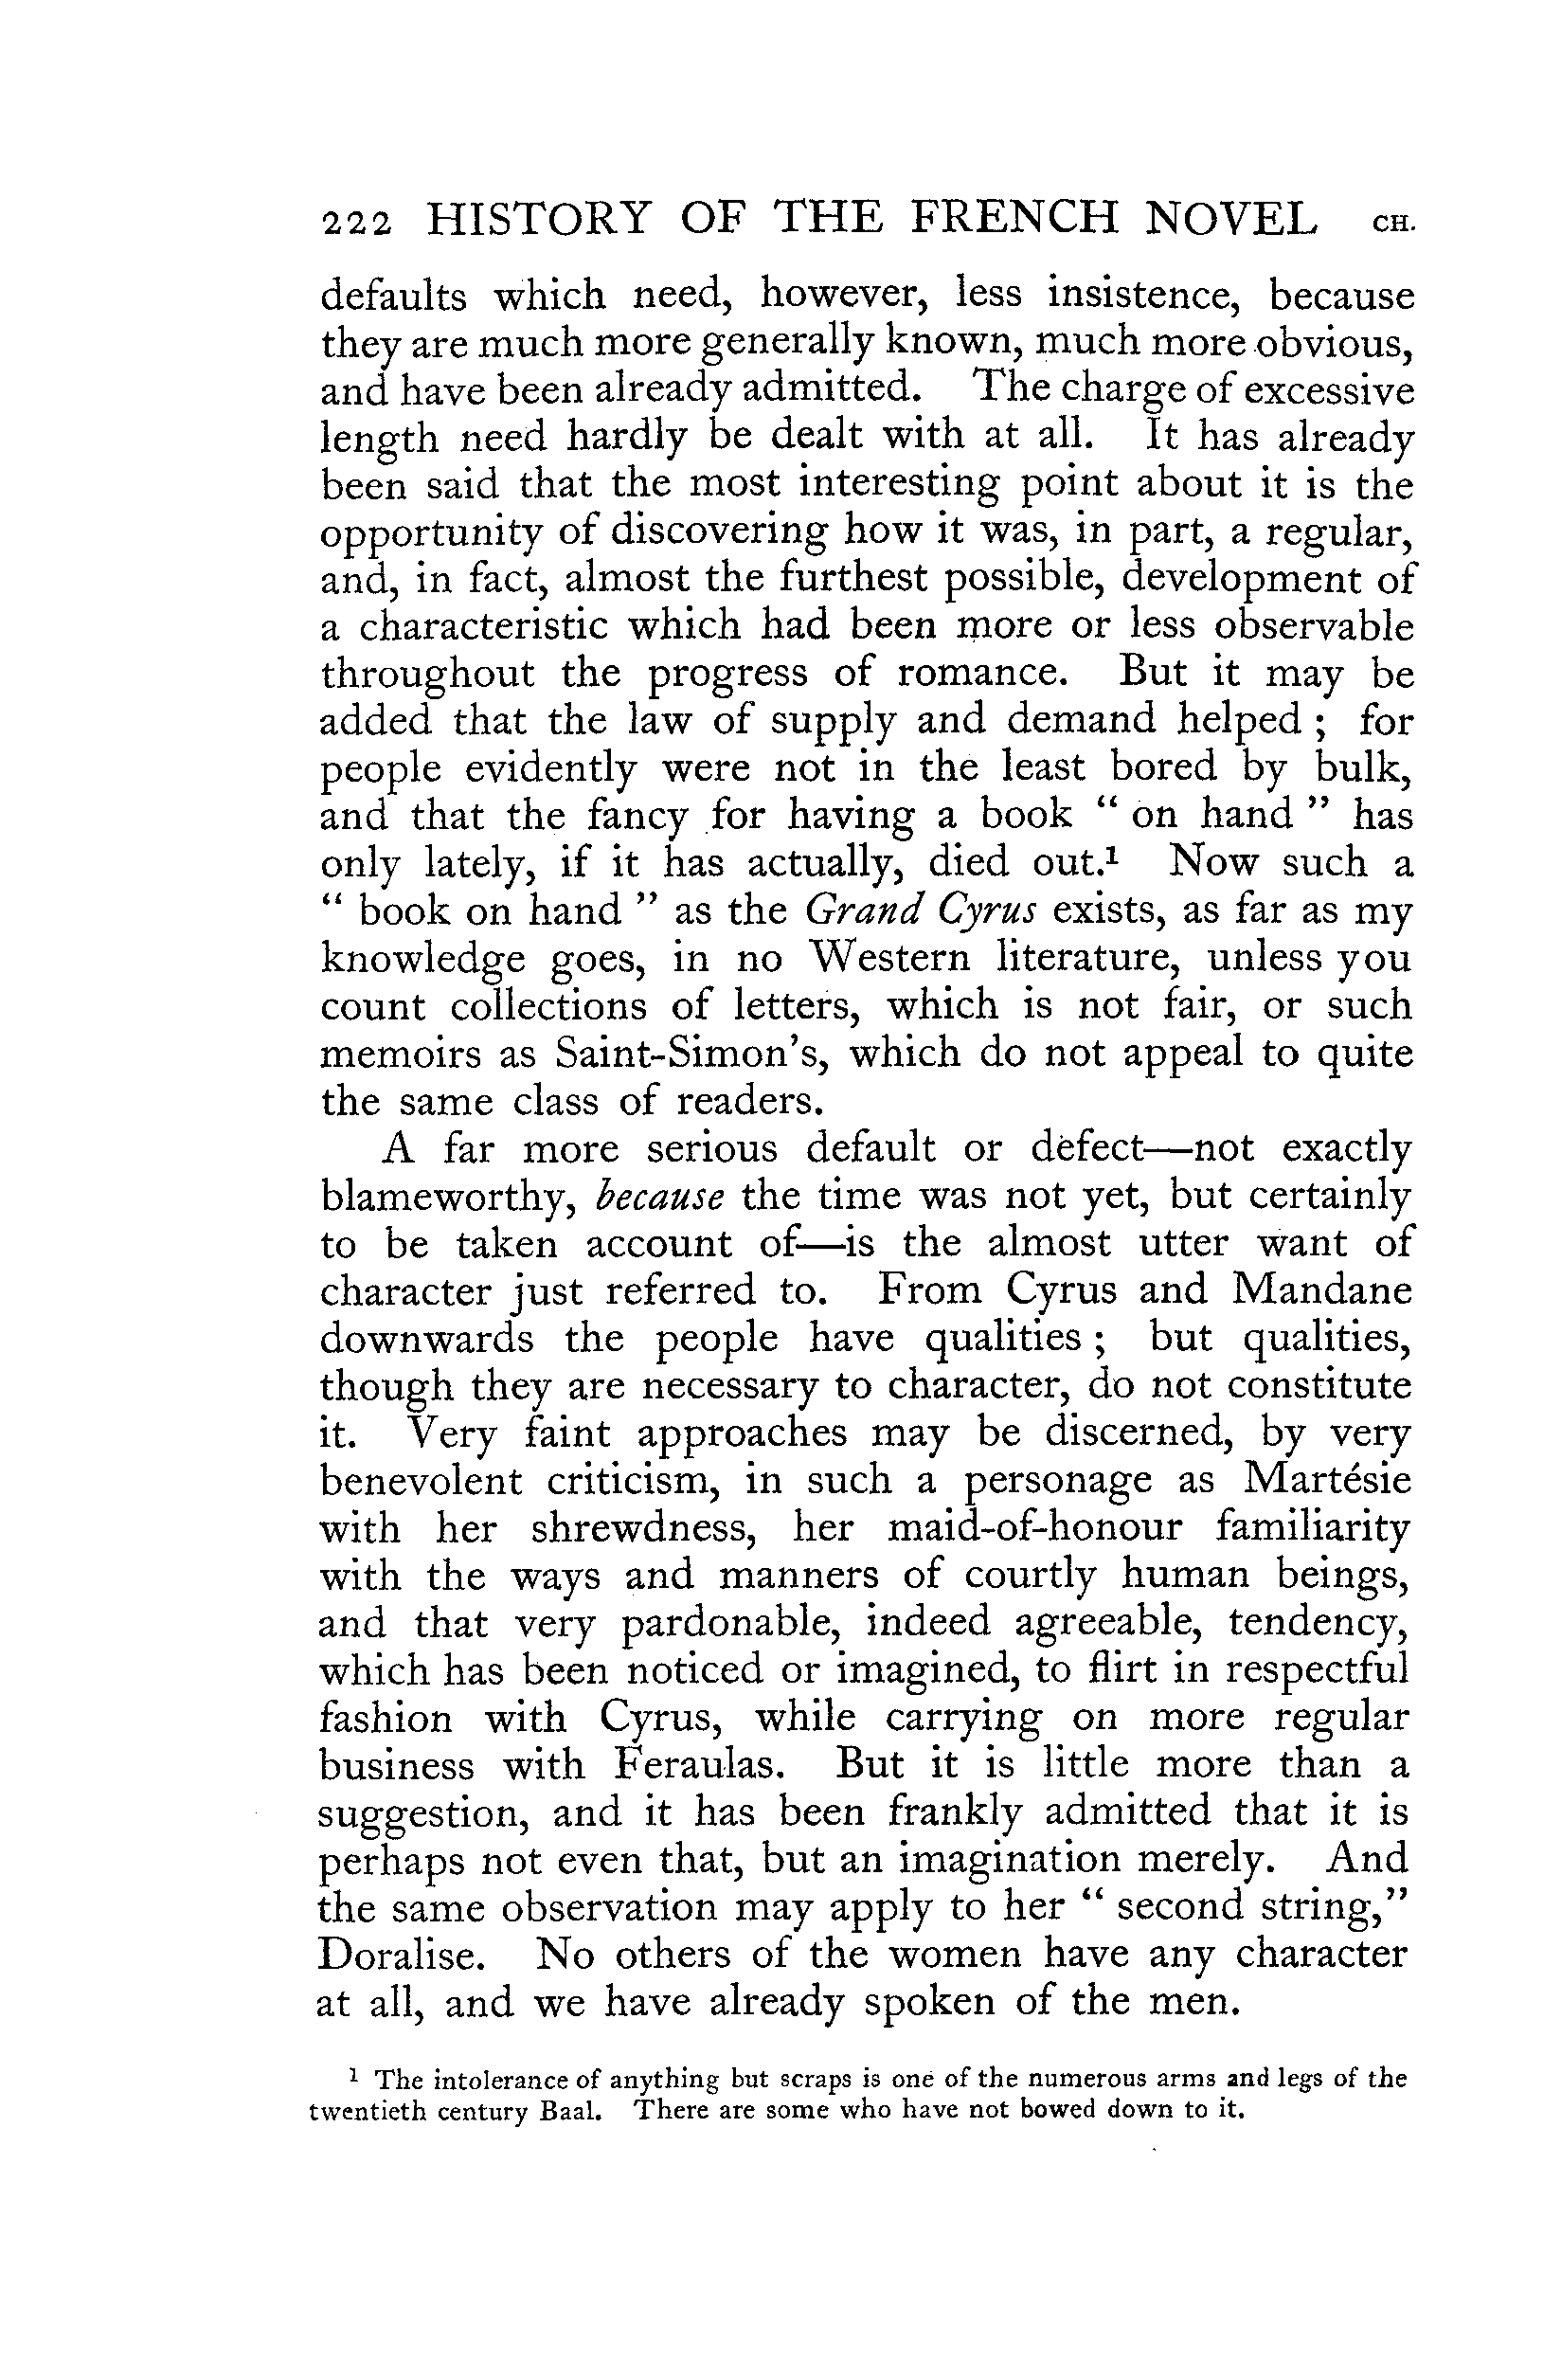 222 HISTORY OF THE FRENCH NOVEL CH.
defaults which need, however, less insistence, because
they are much more generally known, much more obvious,
and have been already admitted. The charge of excessive
length need hardly be dealt with at all. It has already
been said that the most interesting point about it is the
opportunity of discovering how it was, in part, a regular,
and, in fact, almost the furthest possible, development of
a characteristic which had been more or less observable
throughout the progress of romance. But it may be
added that the law of supply and demand helped ; for
people evidently were not in the least bored by bulk,
and that the fancy for having a book “ on hand ” has
only lately, if it has actually, died out.¹ Now such a
“ book on hand ” as the Grand Cyrus exists, as far as my
knowledge goes, in no Western literature, unless you
count collections of letters, which is not fair, or such
memoirs as Saint-Simon’s, which do not appeal to quite
the same class of readers.
A far more serious default or defect—not exactly
blameworthy, because the time was not yet, but certainly
to be taken account of—is the almost utter want of
character just referred to. From Cyrus and Mandane
downwards the people have qualities ; but qualities,
though they are necessary to character, do not constitute
it. Very faint approaches may be discerned, by very
benevolent criticism, in such a personage as Martésie
with her shrewdness, her maid-of-honour familiarity
with the ways and manners of courtly human beings,
and that very pardonable, indeed agreeable, tendency,
which has been noticed or imagined, to flirt in respectful
fashion with Cyrus, while carrying on more regular
business with Feraulas. But it is little more than a
suggestion, and it has been frankly admitted that it is
perhaps not even that, but an imagination merely. And
the same observation may apply to her “ second string,”
Doralise. No others of the women have any character
at all, and we have already spoken of the men.
¹ The intolerance of anything but scraps is one of the numerous arms and legs of the
twentieth century Baal. There are some who have not bowed down to it.